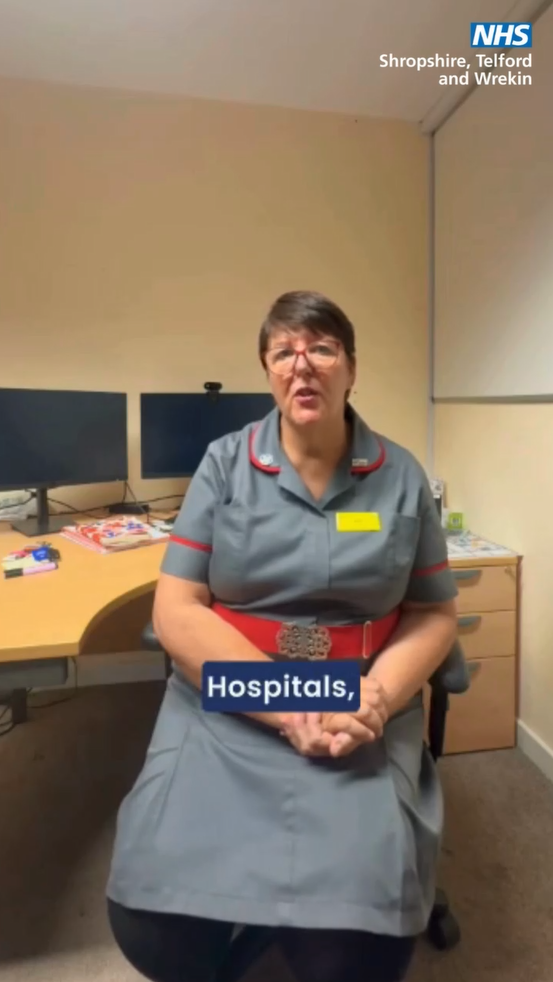 NHS
Shropshire, Telford
and Wrekin
Hospitals,